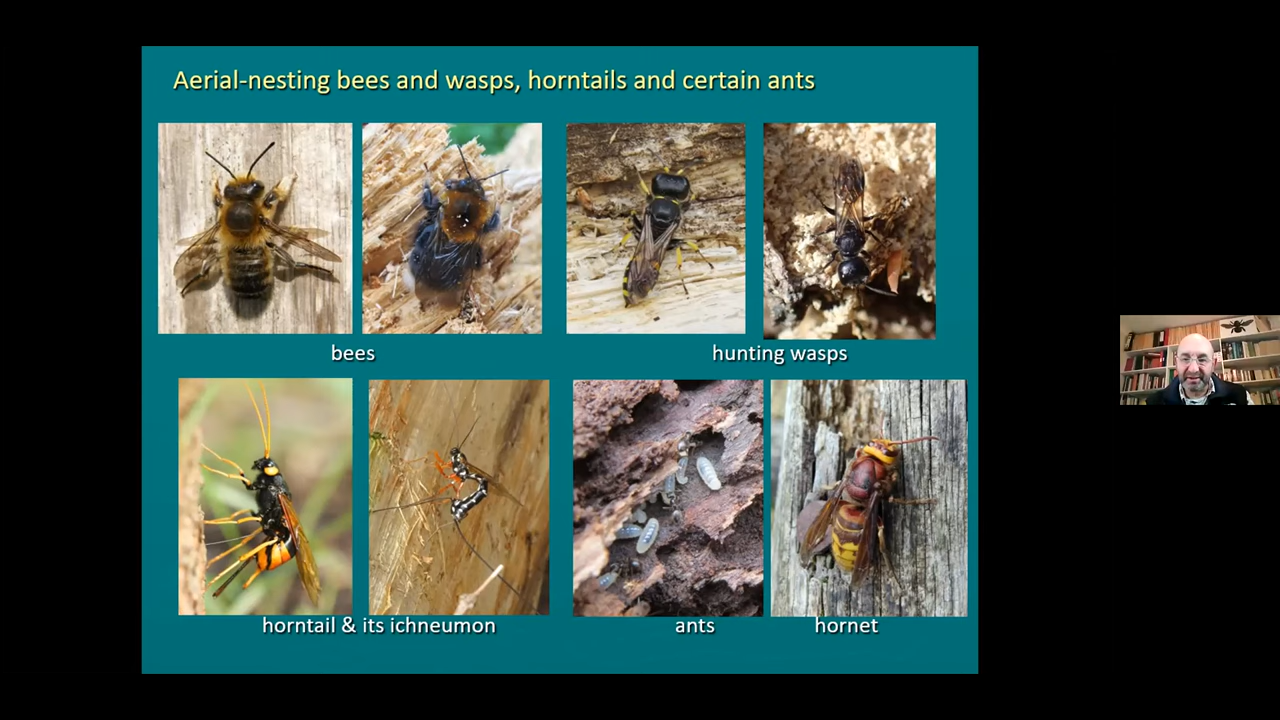 Aerial-nesting bees and wasps, horntails and certain ants
bees
hunting wasps
horntail & its ichneumon
ants
hornet